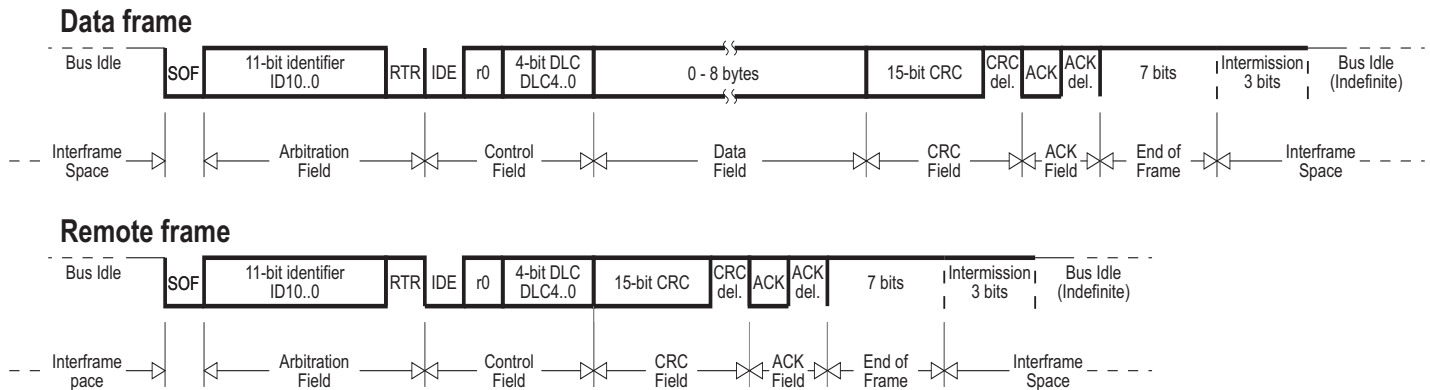 Data frame
Bus Idle
SOF
11-bit identifier
ID10..0
RTR
IDE
r0
4-bit DLC
DLC4..0
0 - 8 bytes
15-bit CRC
CRC
del.
ACK
ACK
del.
7 bits
Intermission
3 bits
Bus Idle
(Indefinite)
Interframe
Space
Arbitration
Field
Control
Field
Data
Field
CRC
Field
ACK
Field
End of
Frame
Interframe
Space
Remote frame
Bus Idle
SOF
11-bit identifier
ID10..0
RTR
IDE
r0
4-bit DLC
DLC4..0
15-bit CRC
CRC
del.
ACK
ACK
del.
7 bits
Intermission
3 bits
Bus Idle
(Indefinite)
Interframe
pace
Arbitration
Field
Control
Field
CRC
Field
ACK
Field
End of
Frame
Interframe
Space